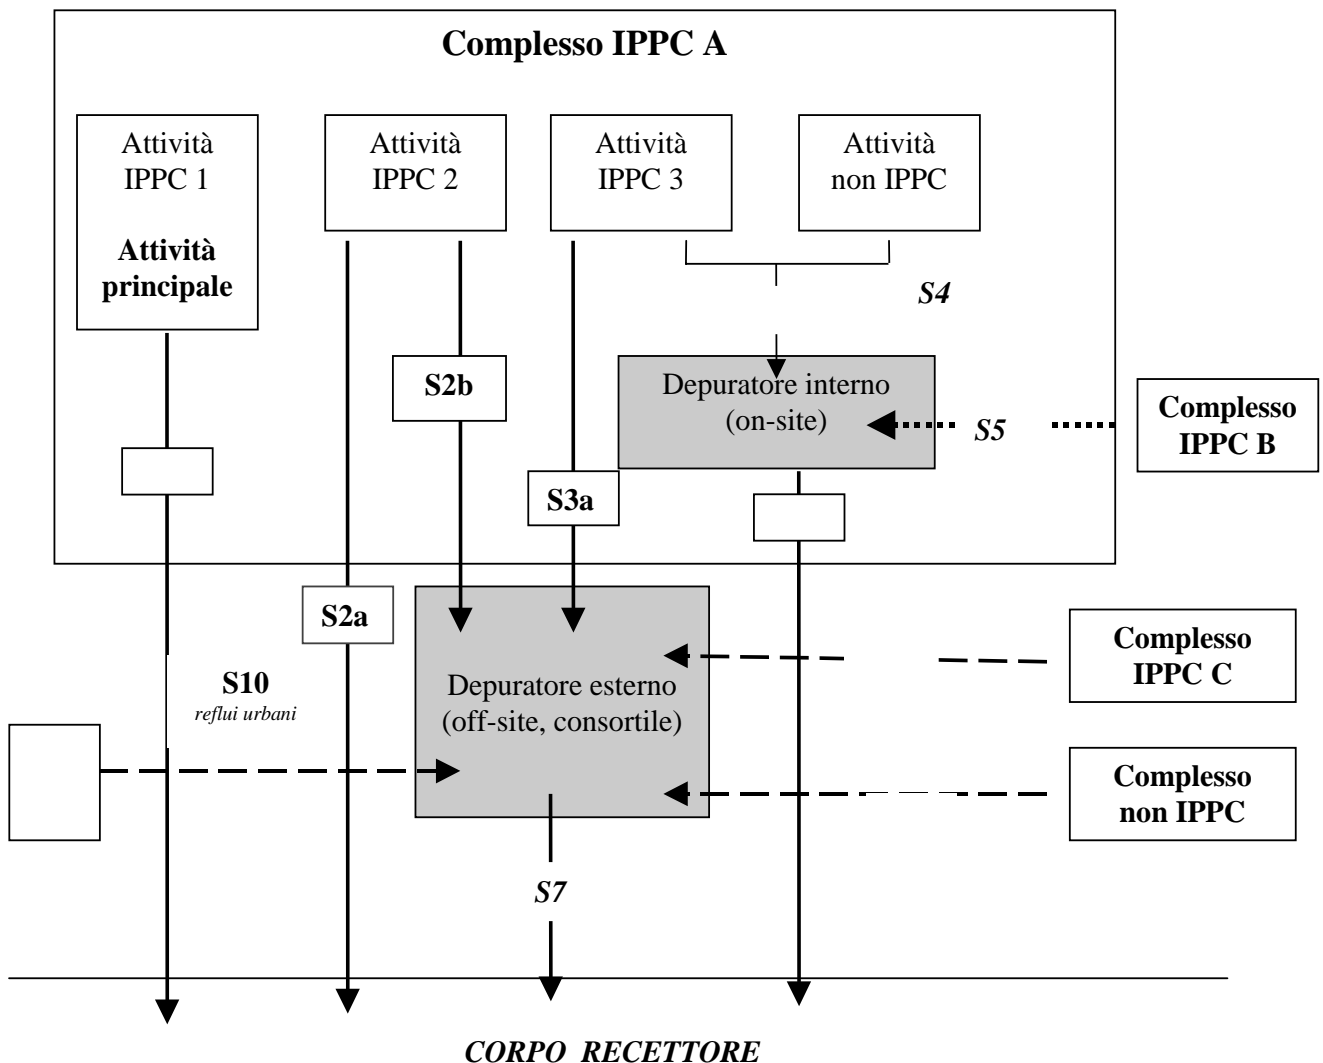 Complesso IPPC A
Attività
IPPC 1
Attività
principale
Attività
IPPC 2
Attività
IPPC 3
Attività
non IPPC
S4
S2b
Depuratore interno
(on-site)
S5
Complesso
IPPC B
S3a
S2a
S10
reflui urbani
Depuratore esterno
(off-site, consortile)
Complesso
IPPC C
Complesso
non IPPC
S7
CORPO RECETTORE